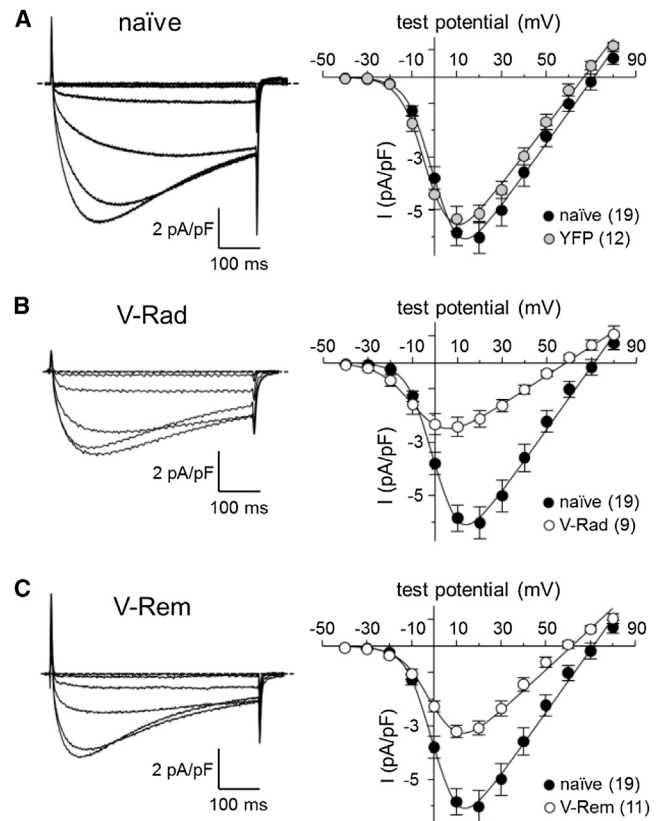 A
naïve
2 pA/pF
100 ms
test potential (mV)
-50 -30 -10 10 30 50 70 90
-3
-5
I (pA/pF)
naïve (19)
YFP (12)
B
V-Rad
2 pA/pF
100 ms
test potential (mV)
-50 -30 -10 10 30 50 70 90
-3
-5
I (pA/pF)
naïve (19)
V-Rad (9)
C
V-Rem
2 pA/pF
100 ms
test potential (mV)
-50 -30 -10 10 30 50 70 90
-3
-5
I (pA/pF)
naïve (19)
V-Rem (11)